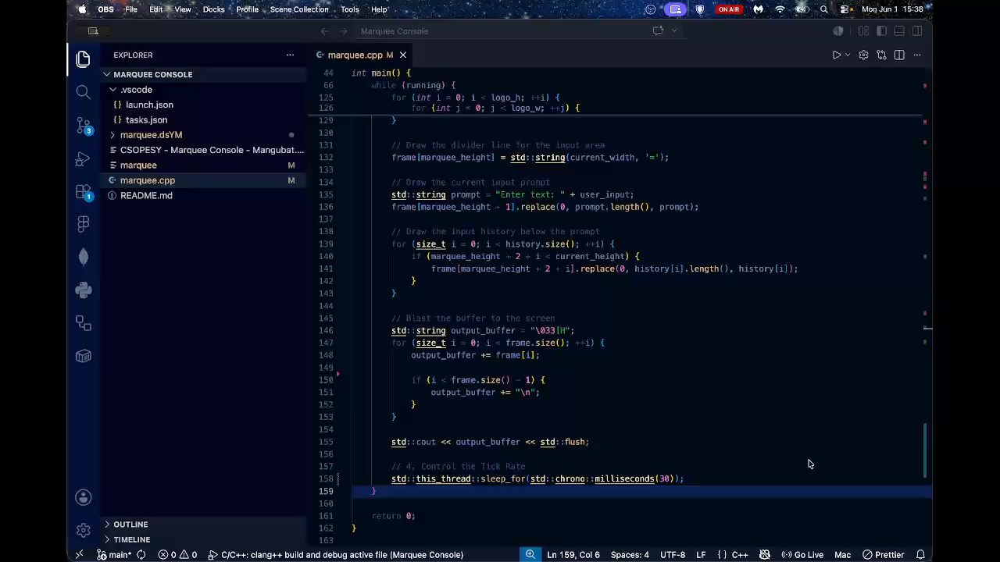 OBS File Edit View Docks Profile Scene Collection Tools Help ON AIR Mon Jun 1 15:38
Marquee Console
EXPLORER
marquee.cpp M
MARQUEE CONSOLE
.vscode
launch.json
tasks.json
marquee.dsYM
CSOPESY - Marquee Console - Mangubat....
marquee M
marquee.cpp M
README.md
OUTLINE
TIMELINE
3
1
44 int main() {
66 while (running) {
125 for (int i = 0; i < logo_h; ++i) {
126 for (int j = 0; j < logo_w; ++j) {
129 }
130
131 // Draw the divider line for the input area
132 frame[marquee_height] = std::string(current_width, '=');
133
134 // Draw the current input prompt
135 std::string prompt = "Enter text: " + user_input;
136 frame[marquee_height + 1].replace(0, prompt.length(), prompt);
137
138 // Draw the input history below the prompt
139 for (size_t i = 0; i < history.size(); ++i) {
140 if (marquee_height + 2 + i < current_height) {
141 frame[marquee_height + 2 + i].replace(0, history[i].length(), history[i]);
142 }
143 }
144
145 // Blast the buffer to the screen
146 std::string output_buffer = "\033[H";
147 for (size_t i = 0; i < frame.size(); ++i) {
148 output_buffer += frame[i];
149
150 if (i < frame.size() - 1) {
151 output_buffer += "\n";
152 }
153 }
154
155 std::cout << output_buffer << std::flush;
156
157 // 4. Control the Tick Rate
158 std::this_thread::sleep_for(std::chrono::milliseconds(30));
159 }
160
161 return 0;
162 }
163
main* 0 0 C/C++: clang++ build and debug active file (Marquee Console) Ln 159, Col 6 Spaces: 4 UTF-8 LF {} C++ Go Live Mac Prettier